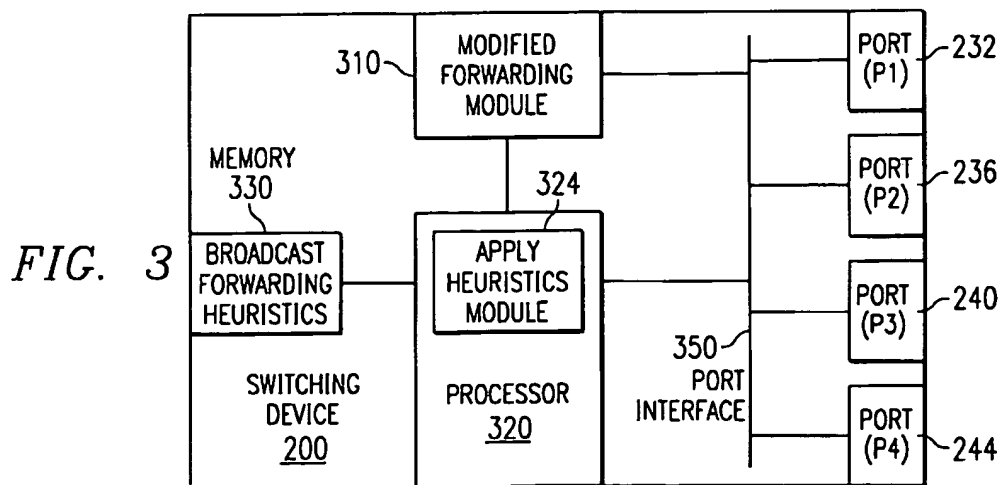 310
MODIFIED
FORWARDING
MODULE
PORT
(P1)
232
MEMORY
330
324
PORT
(P2)
236
FIG. 3
BROADCAST
FORWARDING
HEURISTICS
APPLY
HEURISTICS
MODULE
PORT
(P3)
240
SWITCHING
DEVICE
200
PROCESSOR
320
350
PORT
INTERFACE
PORT
(P4)
244